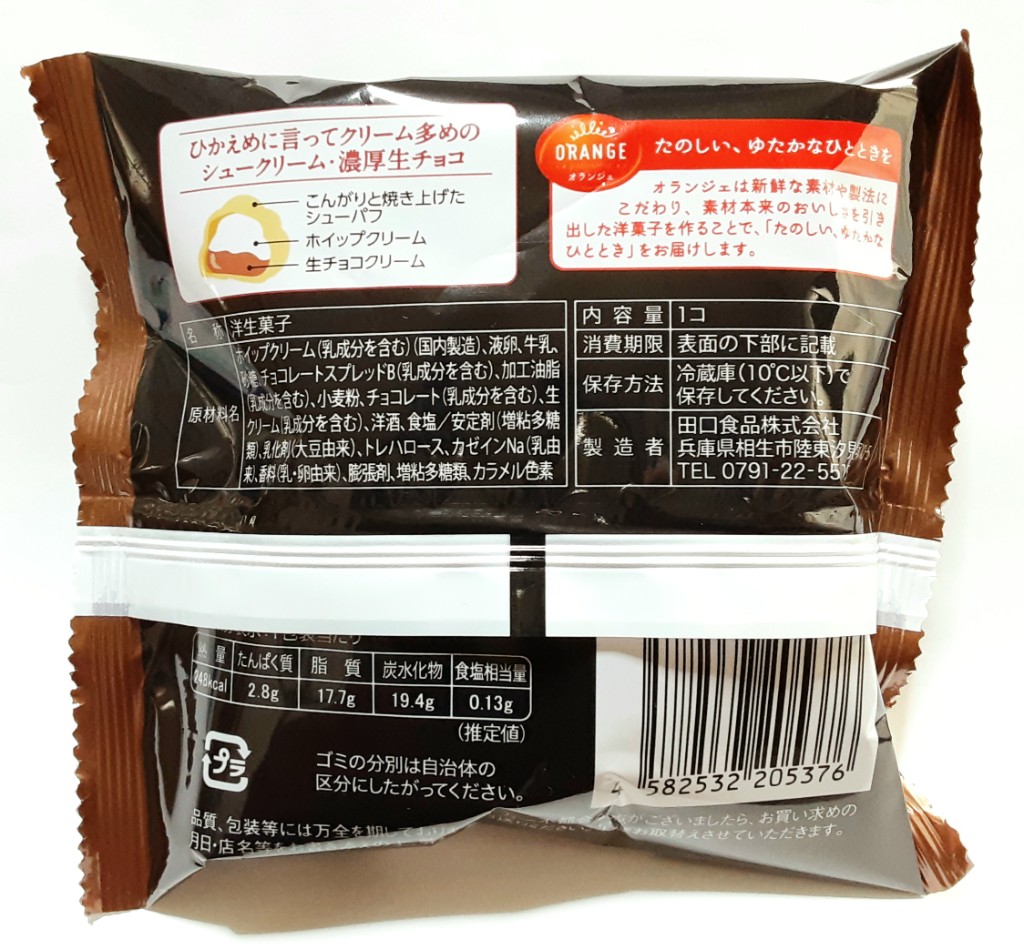 ひかえめに言ってクリーム多めの
シュークリーム・濃厚生チョコ
こんがりと焼き上げた
シューパフ
ホイップクリーム
生チョコクリーム
ORANGE
オランジェ
たのしい、ゆたかなひとときを
オランジェは新鮮な素材や製法に
こだわり、素材本来のおいしさを引き
出した洋菓子を作ることで、「たのしい、ゆたかな
ひととき」をお届けします。
名称 洋生菓子
原材料名
ホイップクリーム(乳成分を含む)(国内製造)、液卵、牛乳、
砂糖、チョコレートスプレッドB(乳成分を含む)、加工油脂
(乳成分を含む)、小麦粉、チョコレート(乳成分を含む)、生
クリーム(乳成分を含む)、洋酒、食塩／安定剤(増粘多糖
類)、乳化剤(大豆由来)、トレハロース、カゼインNa(乳由
来)、香料(乳・卵由来)、膨張剤、増粘多糖類、カラメル色素
内容量 1コ
消費期限 表面の下部に記載
保存方法 冷蔵庫(10℃以下)で
保存してください。
製造者 田口食品株式会社
兵庫県相生市陸東
TEL 0791-22-55
熱量 たんぱく質 脂質 炭水化物 食塩相当量
248kcal 2.8g 17.7g 19.4g 0.13g
(推定値)
プラ
ゴミの分別は自治体の
区分にしたがってください。
4 582532 205376
品質、包装等には万全を期して ございましたら、お買い求めの
月日・店名等を お取替えさせていただきます。